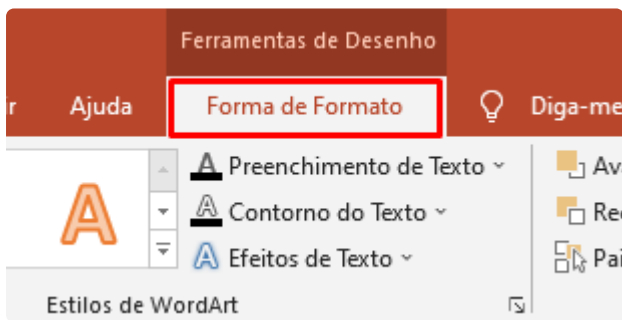 Ferramentas de Desenho
Ajuda Forma de Formato Diga-me
A Preenchimento de Texto
A Contorno do Texto
A Efeitos de Texto
A
Estilos de WordArt